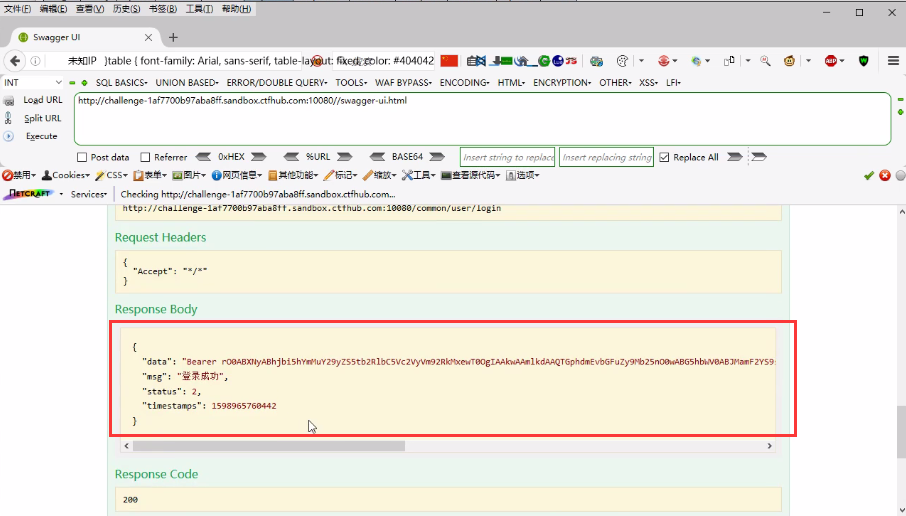 文件(F) 编辑(E) 查看(V) 历史(S) 书签(B) 工具(T) 帮助(H)
Swagger UI
未知IP }table { font-family: Arial, sans-serif, table-layout: fixed; color: #404042
INT SQL BASICS UNION BASED ERROR/DOUBLE QUERY TOOLS WAF BYPASS ENCODING HTML ENCRYPTION OTHER XSS LFI
Load URL http://challenge-1af7700b97aba8ff.sandbox.ctfhub.com:10080//swagger-ui.html
Split URL
Execute
Post data Referrer 0xHEX %URL BASE64 Insert string to replace Insert replacing string Replace All
禁用 Cookies CSS 表单 图片 网页信息 其他功能 标记 缩放 工具 查看源代码 选项
NETCRAFT Services Checking http://challenge-1af7700b97aba8ff.sandbox.ctfhub.com...
http://challenge-1af7700b97aba8ff.sandbox.ctfhub.com:10080/common/user/login
Request Headers
{
"Accept": "*/*"
}
Response Body
{
"data": "Bearer rO0ABXNyABhjbi5hYmMuY29yZS5tb2RlbC5Vc2VyVm92RkMxewT0OgIAAkwAAmlkdAAQTGphdmEvbGFuZy9Mb25nO0wABG5hbWV0ABJMamF2YS9
"msg": "登录成功",
"status": 2,
"timestamps": 1598965760442
}
Response Code
200